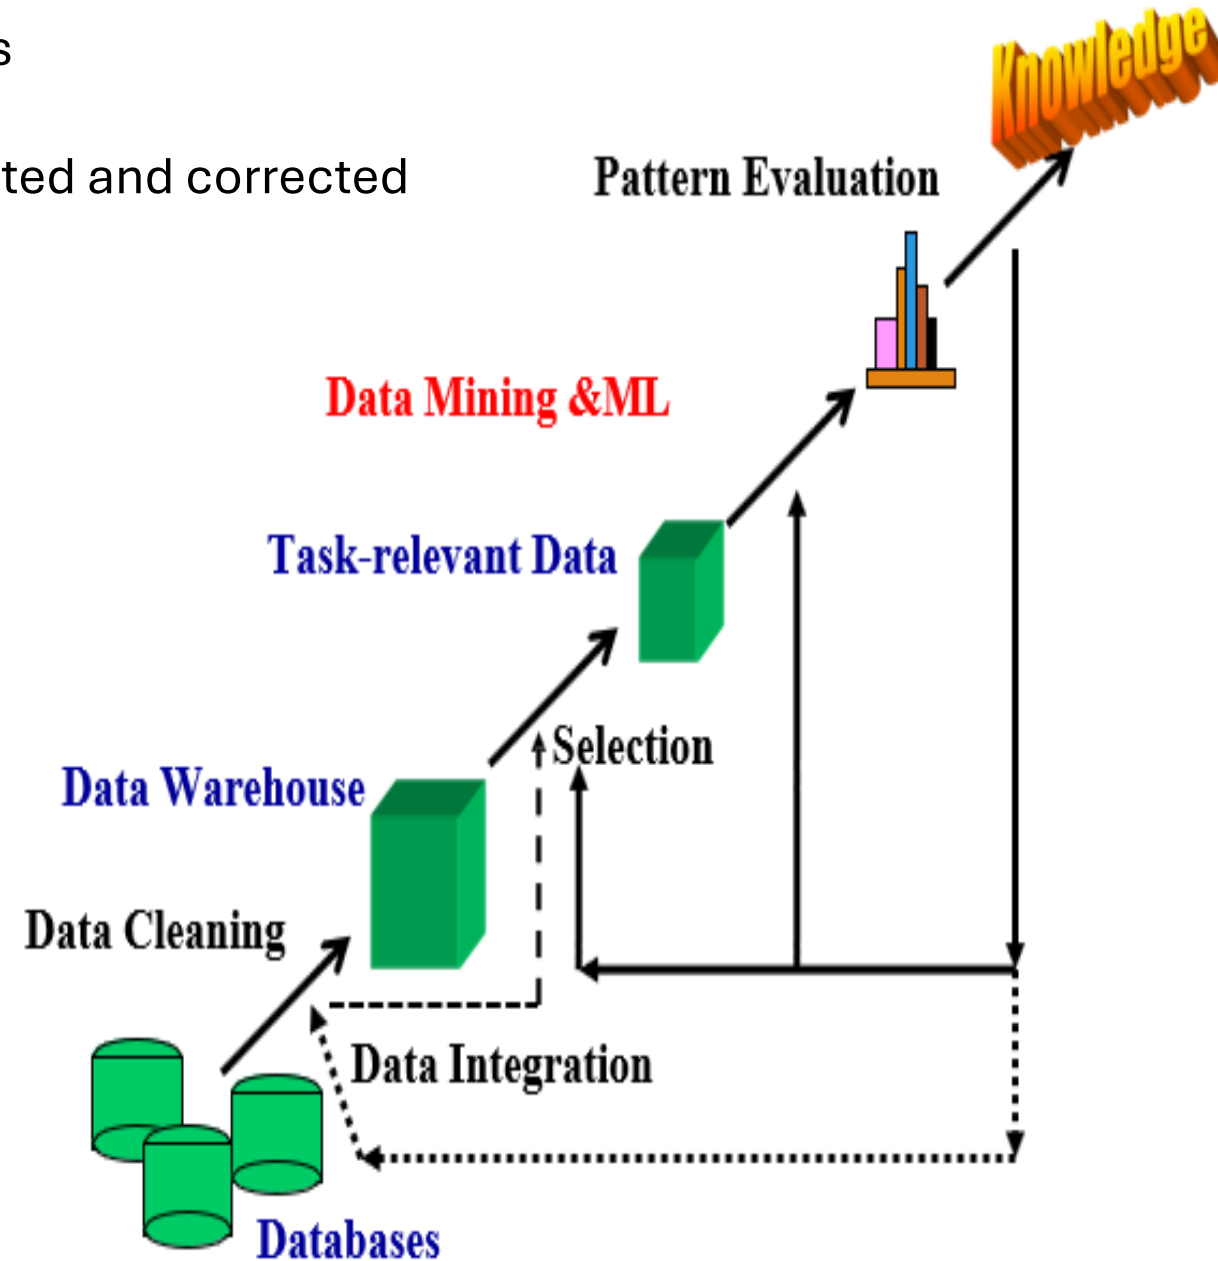 s
ted and corrected
Knowledge
Pattern Evaluation
Data Mining &ML
Task-relevant Data
Selection
Data Warehouse
Data Cleaning
Data Integration
Databases